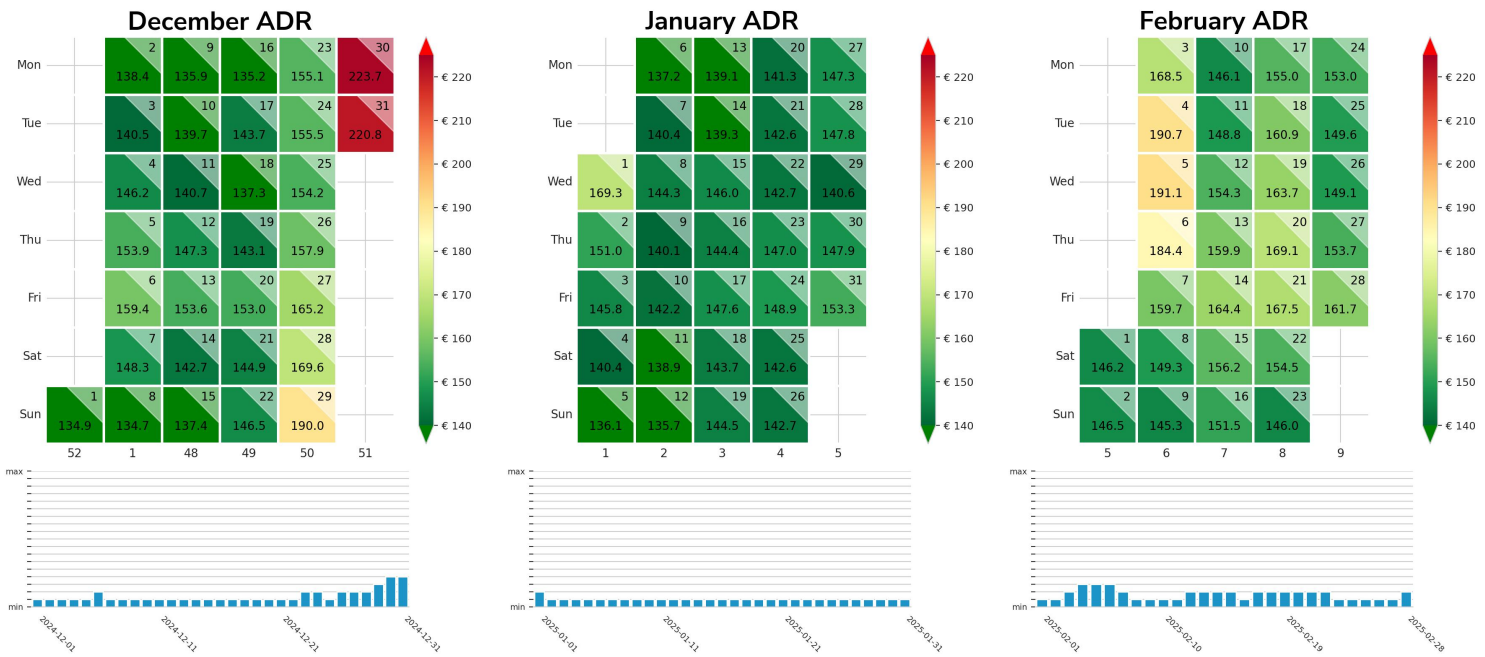 December ADR
Mon 2 9 16 23 30
138.4 135.9 135.2 155.1 223.7
Tue 3 10 17 24 31
140.5 139.7 143.7 155.5 220.8
Wed 4 11 18 25
146.2 140.7 137.3 154.2
Thu 5 12 19 26
153.9 147.3 143.1 157.9
Fri 6 13 20 27
159.4 153.6 153.0 165.2
Sat 7 14 21 28
148.3 142.7 144.9 169.6
Sun 1 8 15 22 29
134.9 134.7 137.4 146.5 190.0
52 1 48 49 50 51
€ 220
€ 210
€ 200
€ 190
€ 180
€ 170
€ 160
€ 150
€ 140
max
min
2024-12-01 2024-12-11 2024-12-21 2024-12-31
January ADR
Mon 6 13 20 27
137.2 139.1 141.3 147.3
Tue 7 14 21 28
140.4 139.3 142.6 147.8
Wed 1 8 15 22 29
169.3 144.3 146.0 142.7 140.6
Thu 2 9 16 23 30
151.0 140.1 144.4 147.0 147.9
Fri 3 10 17 24 31
145.8 142.2 147.6 148.9 153.3
Sat 4 11 18 25
140.4 138.9 143.7 142.6
Sun 5 12 19 26
136.1 135.7 144.5 142.7
1 2 3 4 5
€ 220
€ 210
€ 200
€ 190
€ 180
€ 170
€ 160
€ 150
€ 140
max
min
2025-01-01 2025-01-11 2025-01-21 2025-01-31
February ADR
Mon 3 10 17 24
168.5 146.1 155.0 153.0
Tue 4 11 18 25
190.7 148.8 160.9 149.6
Wed 5 12 19 26
191.1 154.3 163.7 149.1
Thu 6 13 20 27
184.4 159.9 169.1 153.7
Fri 7 14 21 28
159.7 164.4 167.5 161.7
Sat 1 8 15 22
146.2 149.3 156.2 154.5
Sun 2 9 16 23
146.5 145.3 151.5 146.0
5 6 7 8 9
€ 220
€ 210
€ 200
€ 190
€ 180
€ 170
€ 160
€ 150
€ 140
max
min
2025-02-01 2025-02-10 2025-02-19 2025-02-28